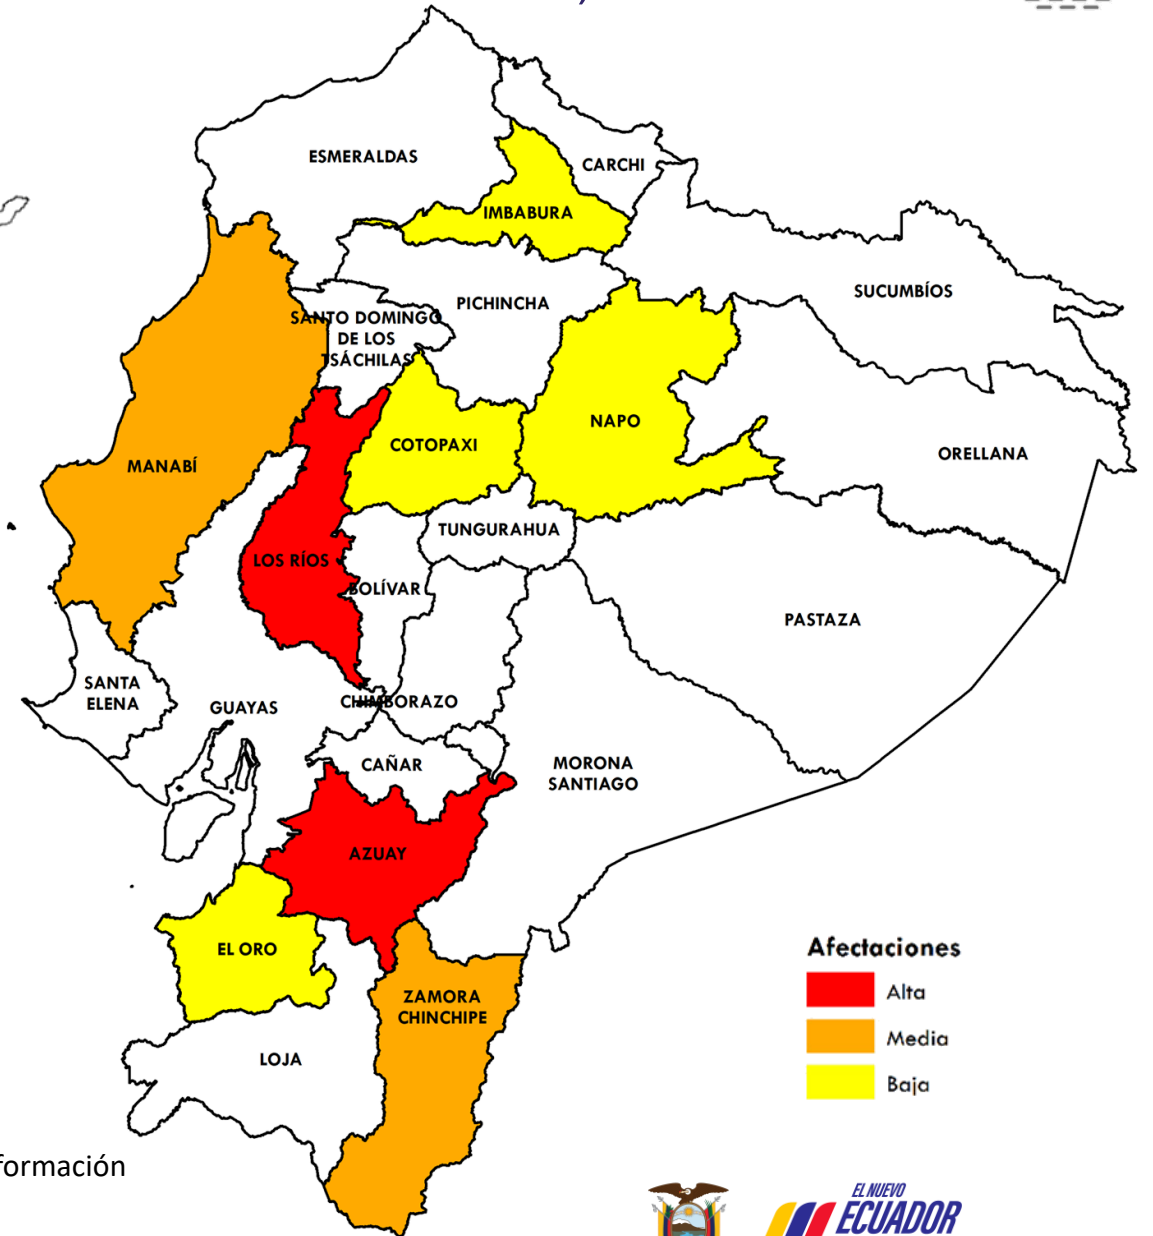 ESMERALDAS
CARCHI
IMBABURA
SUCUMBÍOS
PICHINCHA
SANTO DOMINGO
DE LOS
TSÁCHILAS
NAPO
COTOPAXI
ORELLANA
MANABÍ
TUNGURAHUA
LOS RÍOS
BOLÍVAR
PASTAZA
SANTA
ELENA
GUAYAS
CHIMBORAZO
CAÑAR
MORONA
SANTIAGO
AZUAY
EL ORO
ZAMORA
CHINCHIPE
LOJA
Afectaciones
Alta
Media
Baja
formación
EL NUEVO
ECUADOR